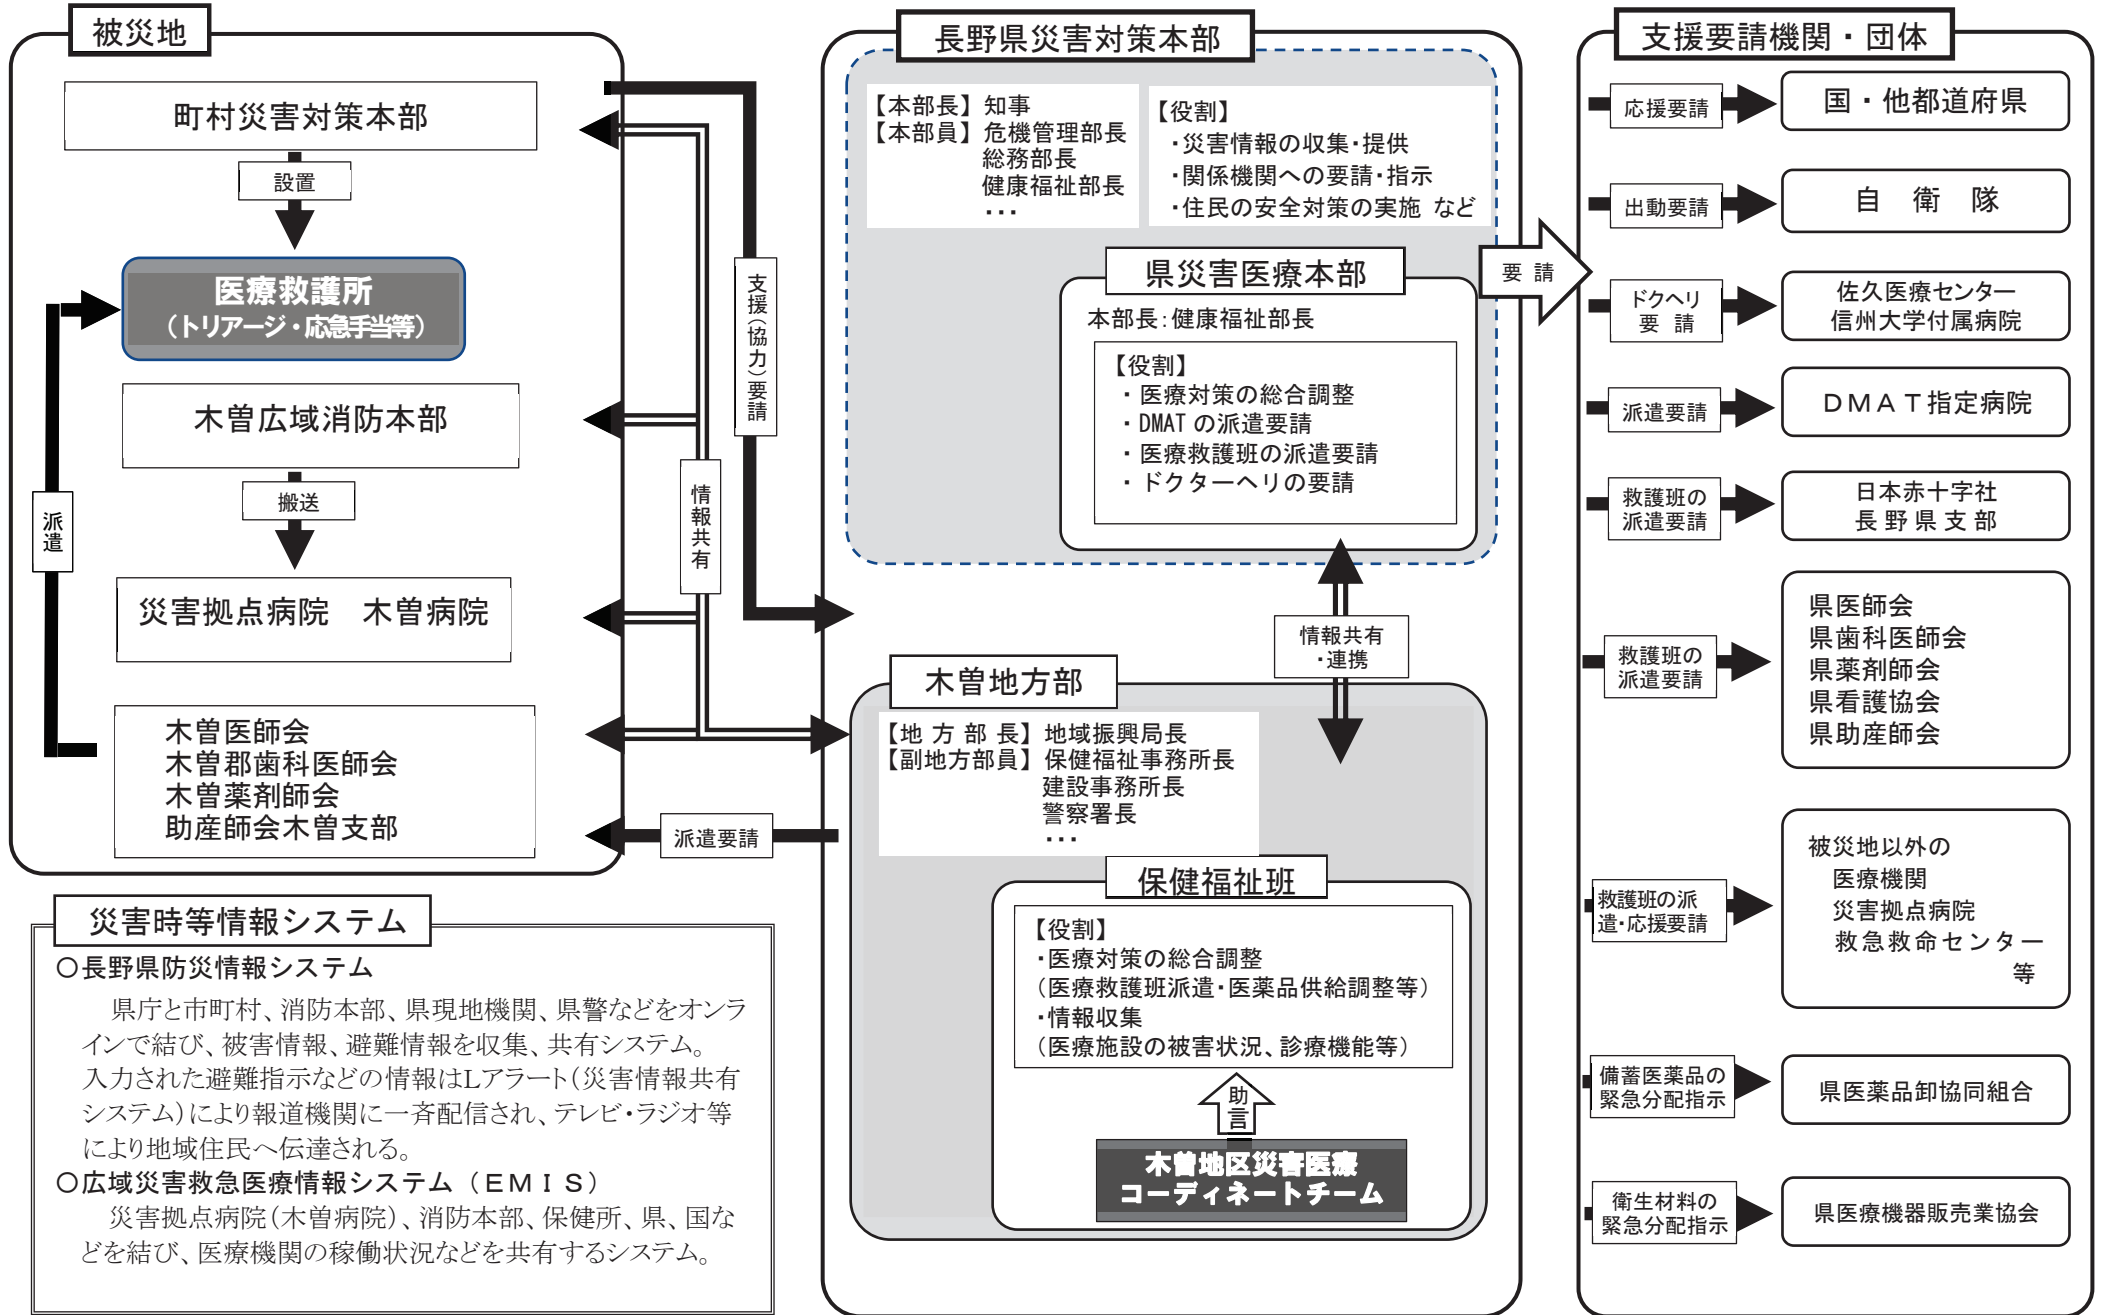 被災地
町村災害対策本部
設置
医療救護所
（トリアージ・応急手当等）
木曽広域消防本部
搬送
災害拠点病院　木曽病院
派遣
木曽医師会
木曽郡歯科医師会
木曽薬剤師会
助産師会木曽支部
支援（協力）要請
情報共有
派遣要請
災害時等情報システム
○長野県防災情報システム
県庁と市町村、消防本部、県現地機関、県警などをオンラ
インで結び、被害情報、避難情報を収集、共有システム。
入力された避難指示などの情報はLアラート（災害情報共有
システム）により報道機関に一斉配信され、テレビ・ラジオ等
により地域住民へ伝達される。
○広域災害救急医療情報システム（ＥＭＩＳ）
災害拠点病院（木曽病院）、消防本部、保健所、県、国な
どを結び、医療機関の稼働状況などを共有するシステム。
長野県災害対策本部
【本部長】知事
【本部員】危機管理部長
総務部長
健康福祉部長
・・・
【役割】
・災害情報の収集・提供
・関係機関への要請・指示
・住民の安全対策の実施 など
県災害医療本部
本部長：健康福祉部長
【役割】
・医療対策の総合調整
・DMAT の派遣要請
・医療救護班の派遣要請
・ドクターヘリの要請
要 請
情報共有
・連携
木曽地方部
【地 方 部 長】地域振興局長
【副地方部員】保健福祉事務所長
建設事務所長
警察署長
・・・
保健福祉班
【役割】
・医療対策の総合調整
（医療救護班派遣・医薬品供給調整等）
・情報収集
（医療施設の被害状況、診療機能等）
助言
木曽地区災害医療
コーディネートチーム
支援要請機関・団体
応援要請
国・他都道府県
出動要請
自　衛　隊
ドクヘリ
要 請
佐久医療センター
信州大学付属病院
派遣要請
ＤＭＡＴ指定病院
救護班の
派遣要請
日本赤十字社
長野県支部
救護班の
派遣要請
県医師会
県歯科医師会
県薬剤師会
県看護協会
県助産師会
救護班の派
遣・応援要請
被災地以外の
医療機関
災害拠点病院
救急救命センター
等
備蓄医薬品の
緊急分配指示
県医薬品卸協同組合
衛生材料の
緊急分配指示
県医療機器販売業協会